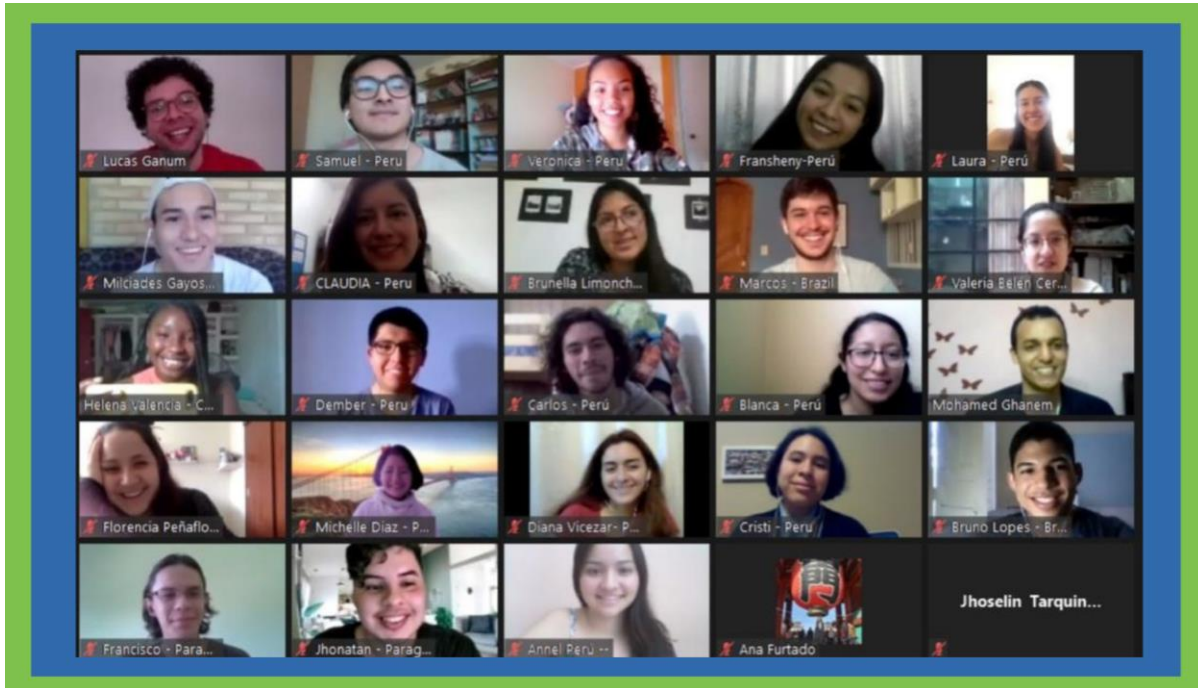 Lucas Ganum
Samuel - Peru
Veronica - Peru
Fransheny-Perú
Laura - Perú
Milciades Gayos...
CLAUDIA - Peru
Brunella Limonch...
Marcos - Brazil
Valeria Belen Cer...
Helena Valencia - C...
Dember - Peru
Carlos - Perú
Blanca - Perú
Mohamed Ghanem
Florencia Peñaflo...
Michelle Diaz - P...
Diana Vicezar- P...
Cristi - Peru
Bruno Lopes - Br...
Francisco - Para...
Jhonatan - Parag...
Annel Perú --
Ana Furtado
Jhoselin Tarquin...